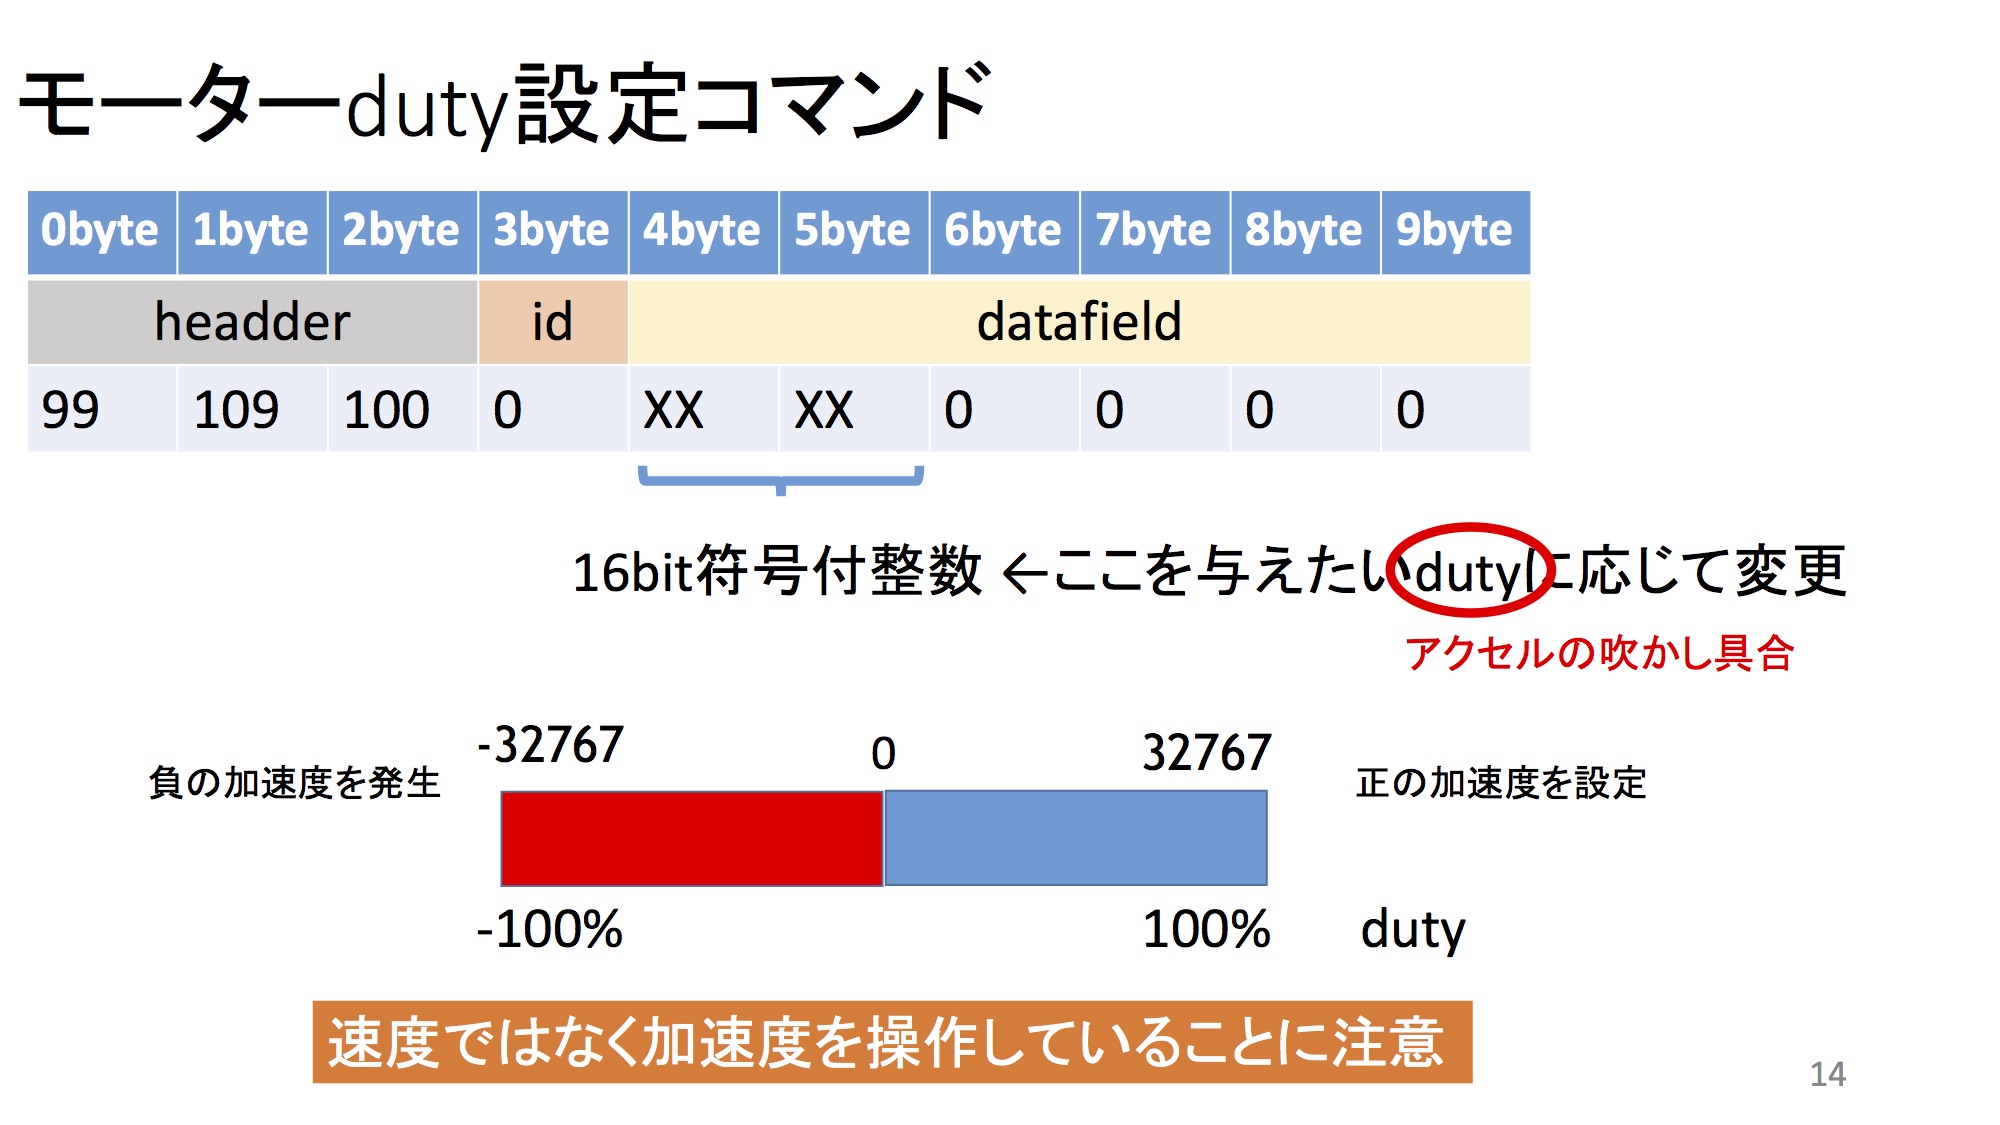 モーターduty設定コマンド
0byte 1byte 2byte 3byte 4byte 5byte 6byte 7byte 8byte 9byte
headder id datafield
99 109 100 0 XX XX 0 0 0 0
16bit符号付整数 ←ここを与えたいdutyに応じて変更
アクセルの吹かし具合
-32767 0 32767
負の加速度を発生 正の加速度を設定
-100% 100% duty
速度ではなく加速度を操作していることに注意
14